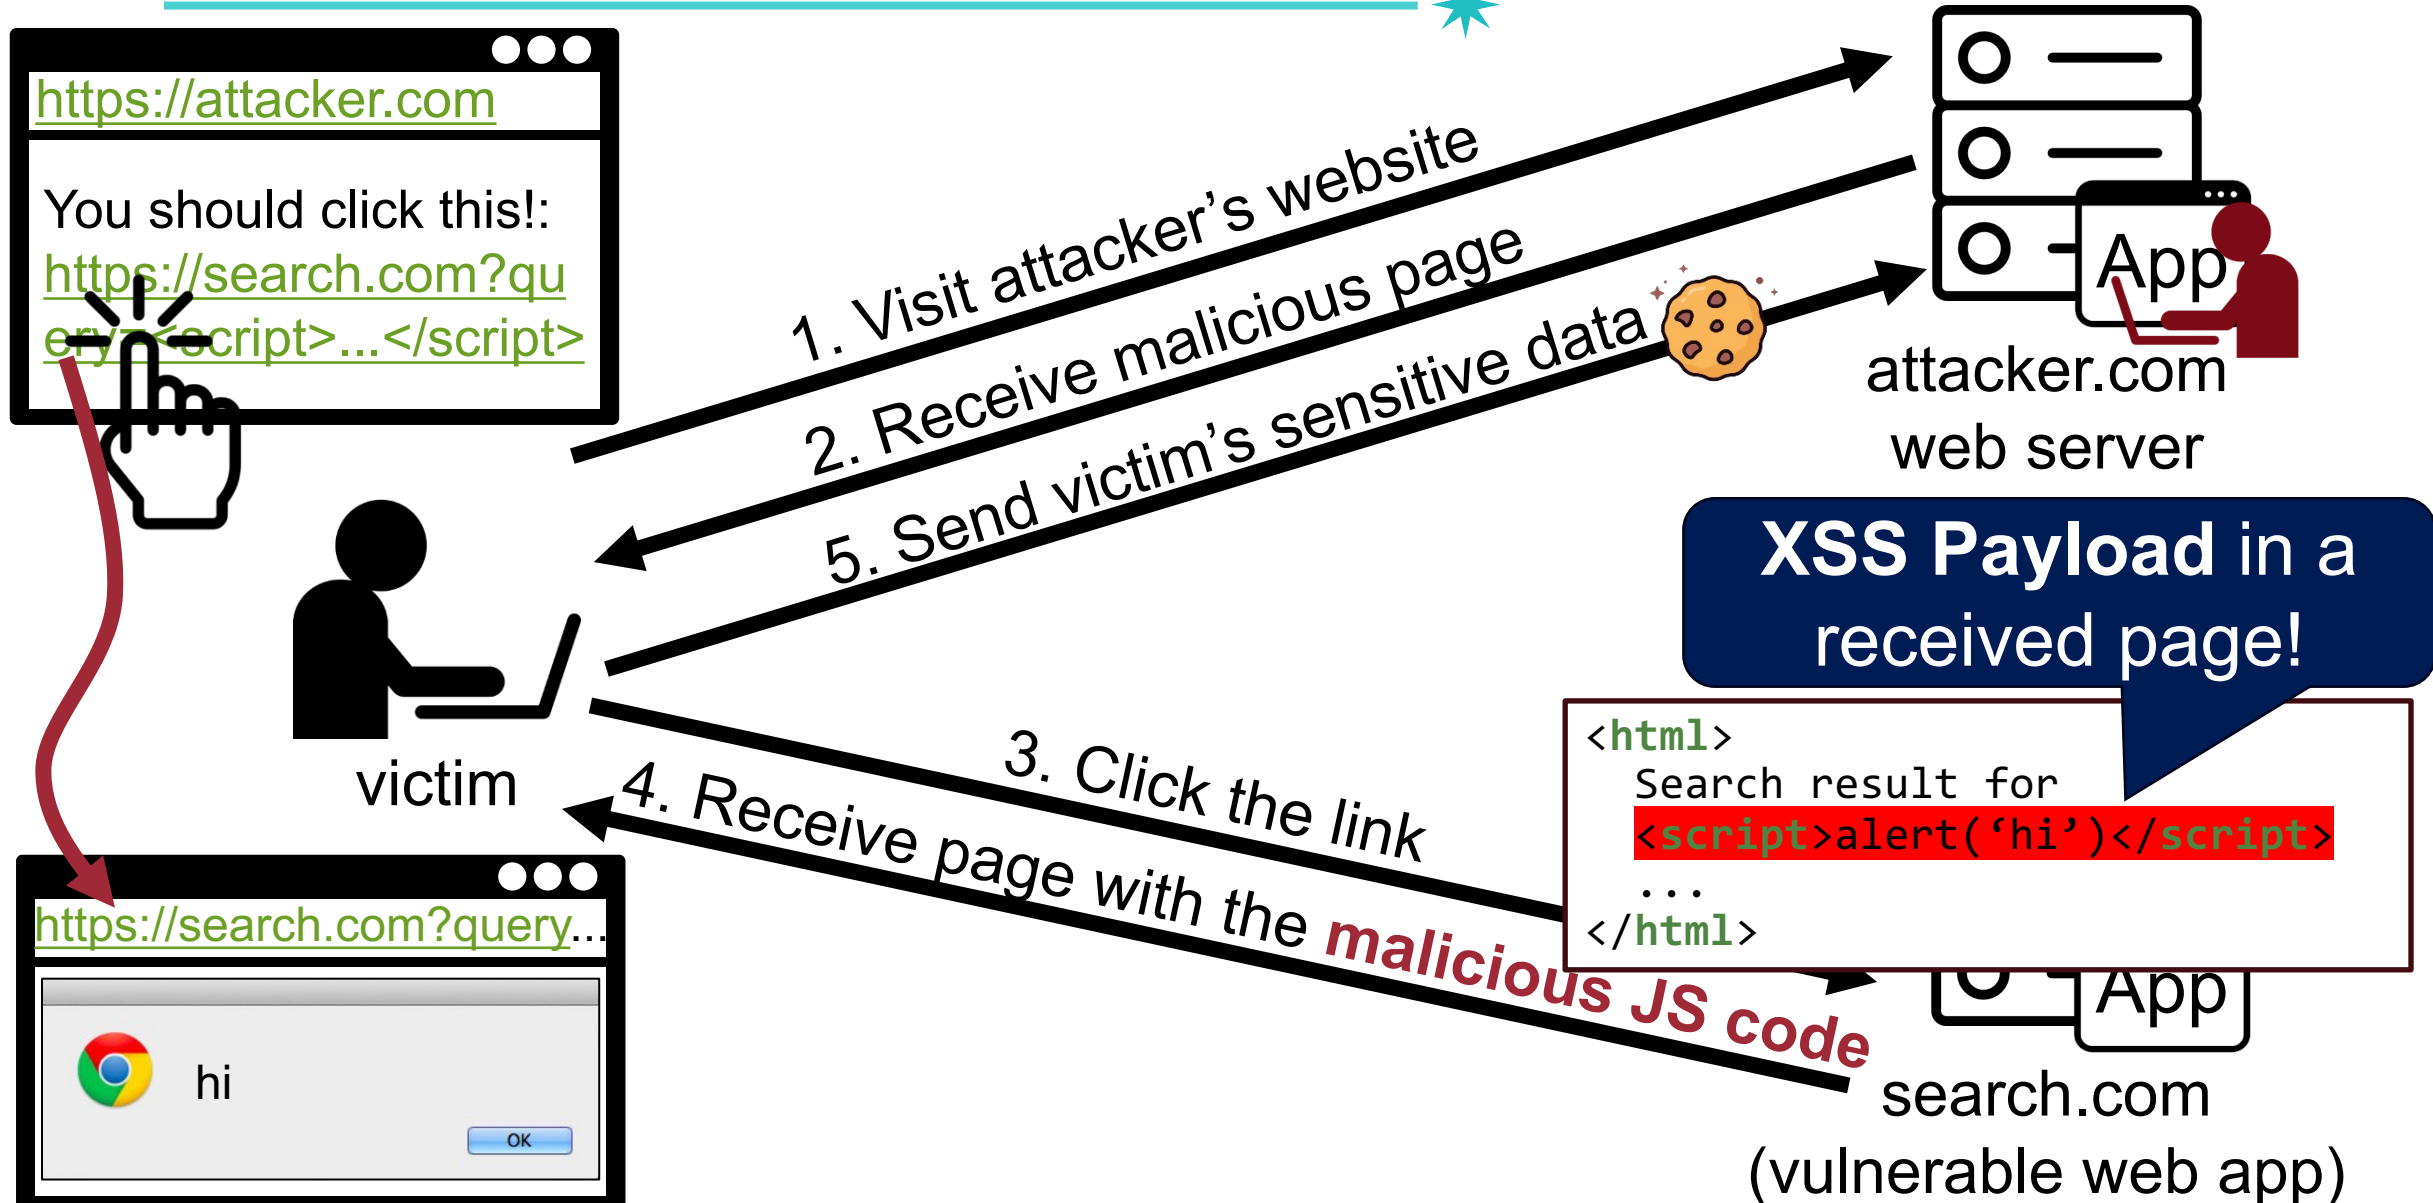 https://attacker.com
You should click this!:
https://search.com?qu
ery=<script>...</script>
1. Visit attacker’s website
2. Receive malicious page
5. Send victim’s sensitive data
App
attacker.com
web server
XSS Payload in a
received page!
victim
3. Click the link
4. Receive page with the malicious JS code
<html>
Search result for
<script>alert(‘hi’)</script>
...
</html>
App
search.com
(vulnerable web app)
https://search.com?query...
hi
OK